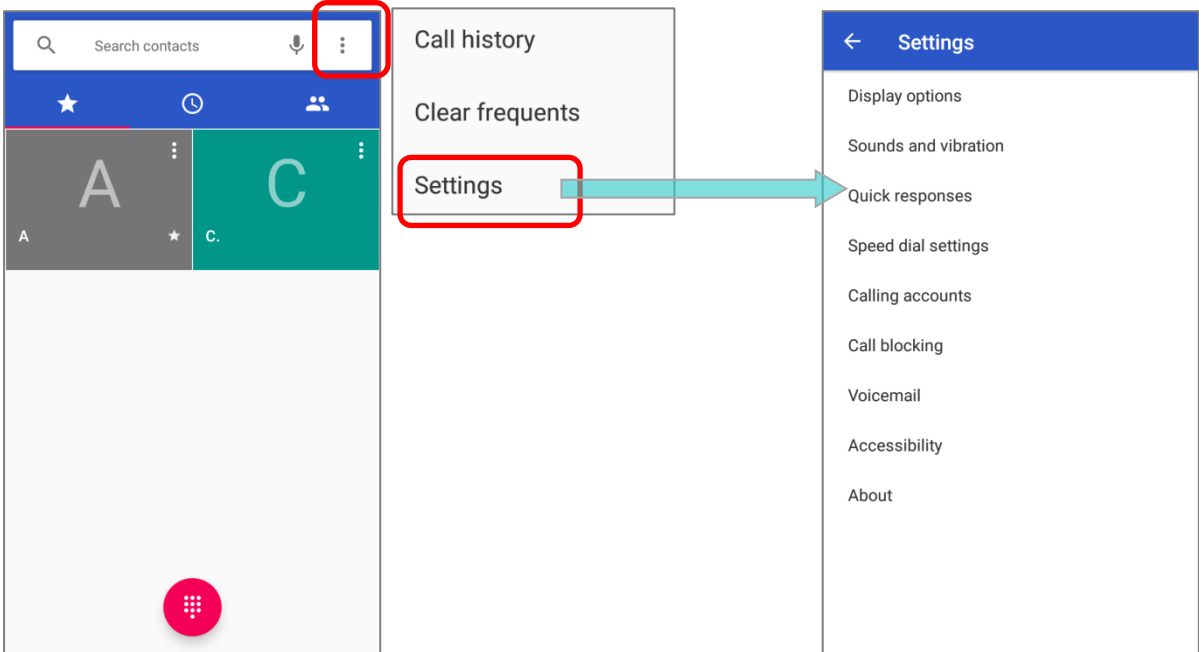 Search contacts
A
C
A
C.
Call history
Clear frequents
Settings
Settings
Display options
Sounds and vibration
Quick responses
Speed dial settings
Calling accounts
Call blocking
Voicemail
Accessibility
About